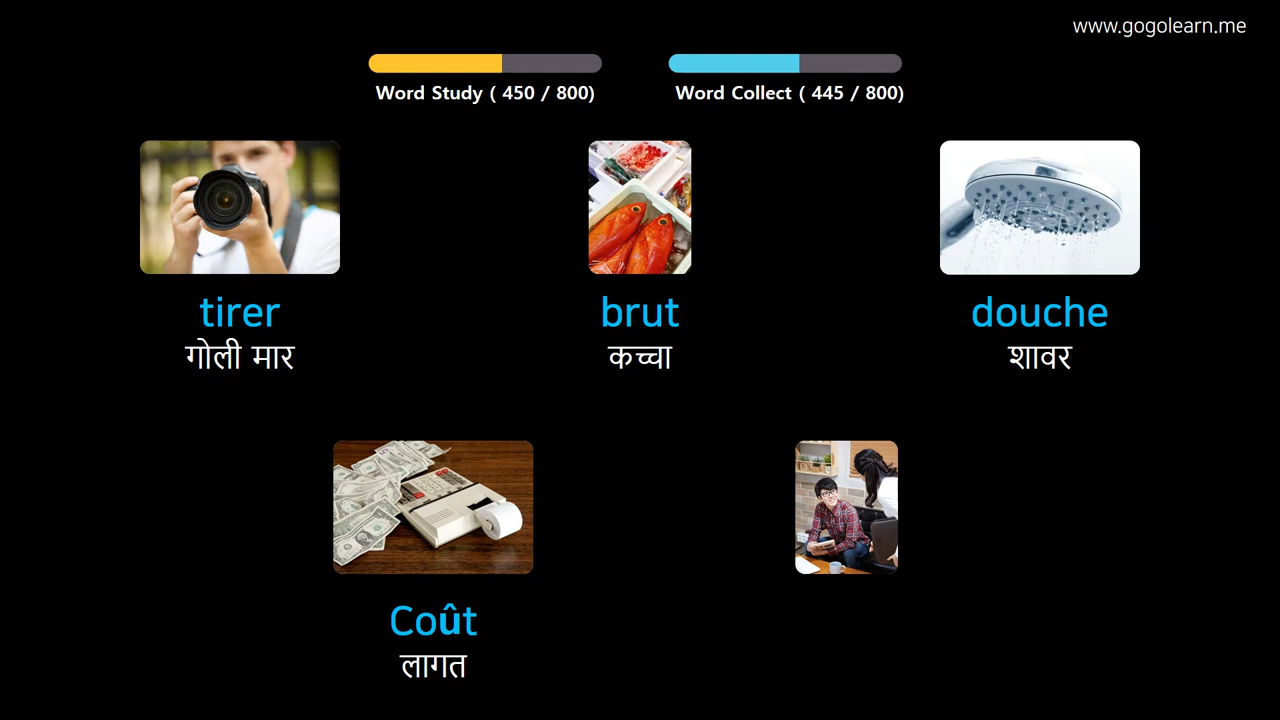 www.gogolearn.me
Word Study ( 450 / 800)
Word Collect ( 445 / 800)
tirer
गोली मार
brut
कच्चा
douche
शावर
Coût
लागत